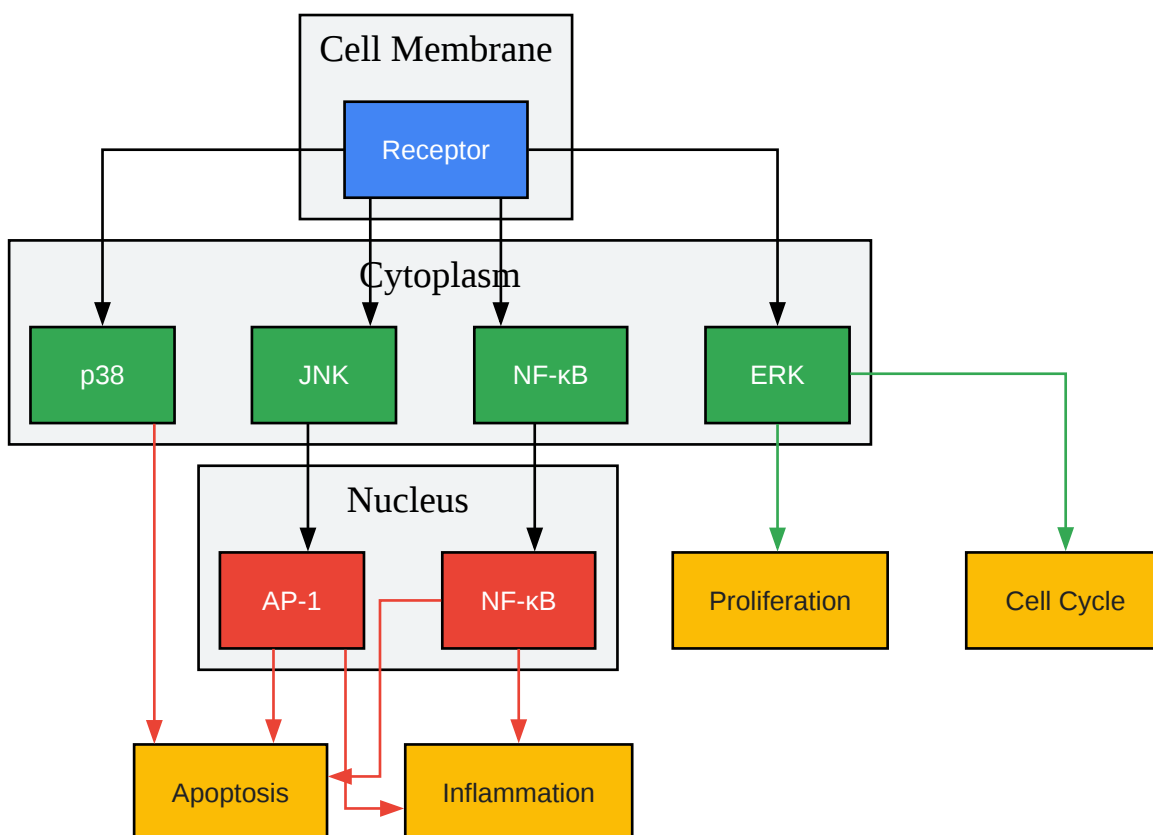 Cell Membrane
Receptor
Cytoplasm
p38
JNK
NF-κB
ERK
Nucleus
AP-1
NF-κB
Proliferation
Cell Cycle
Apoptosis
Inflammation